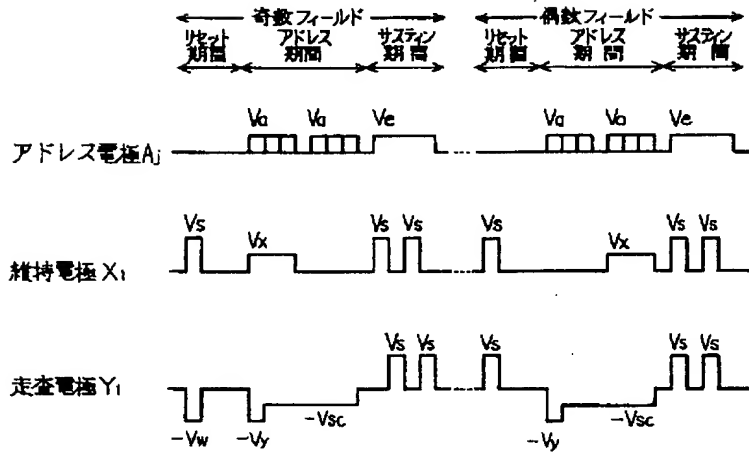 奇数フィールド 偶数フィールド
リセット アドレス サスティン リセット アドレス サスティン
期間 期間 期間 期間 期間 期間
Va Va Ve Va Va Ve
アドレス電極Aj
Vs Vx Vs Vs Vs Vx Vs Vs
維持電極X1
Vs Vs Vs Vs Vs
走査電極Y1
-Vw -Vy -Vsc -Vy -Vsc